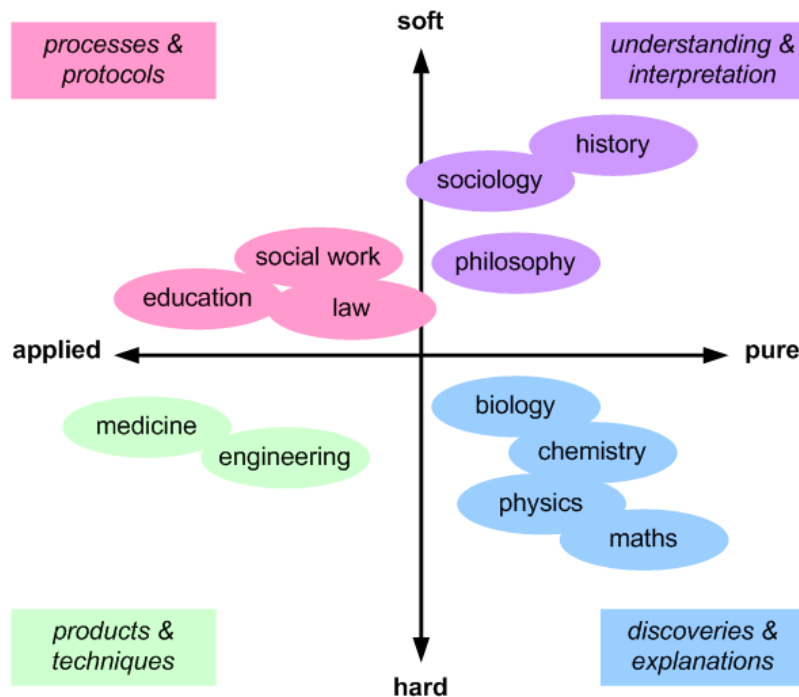 soft
processes &
protocols
understanding &
interpretation
history
sociology
social work
philosophy
education
law
applied
pure
biology
medicine
chemistry
engineering
physics
maths
products &
techniques
discoveries &
explanations
hard